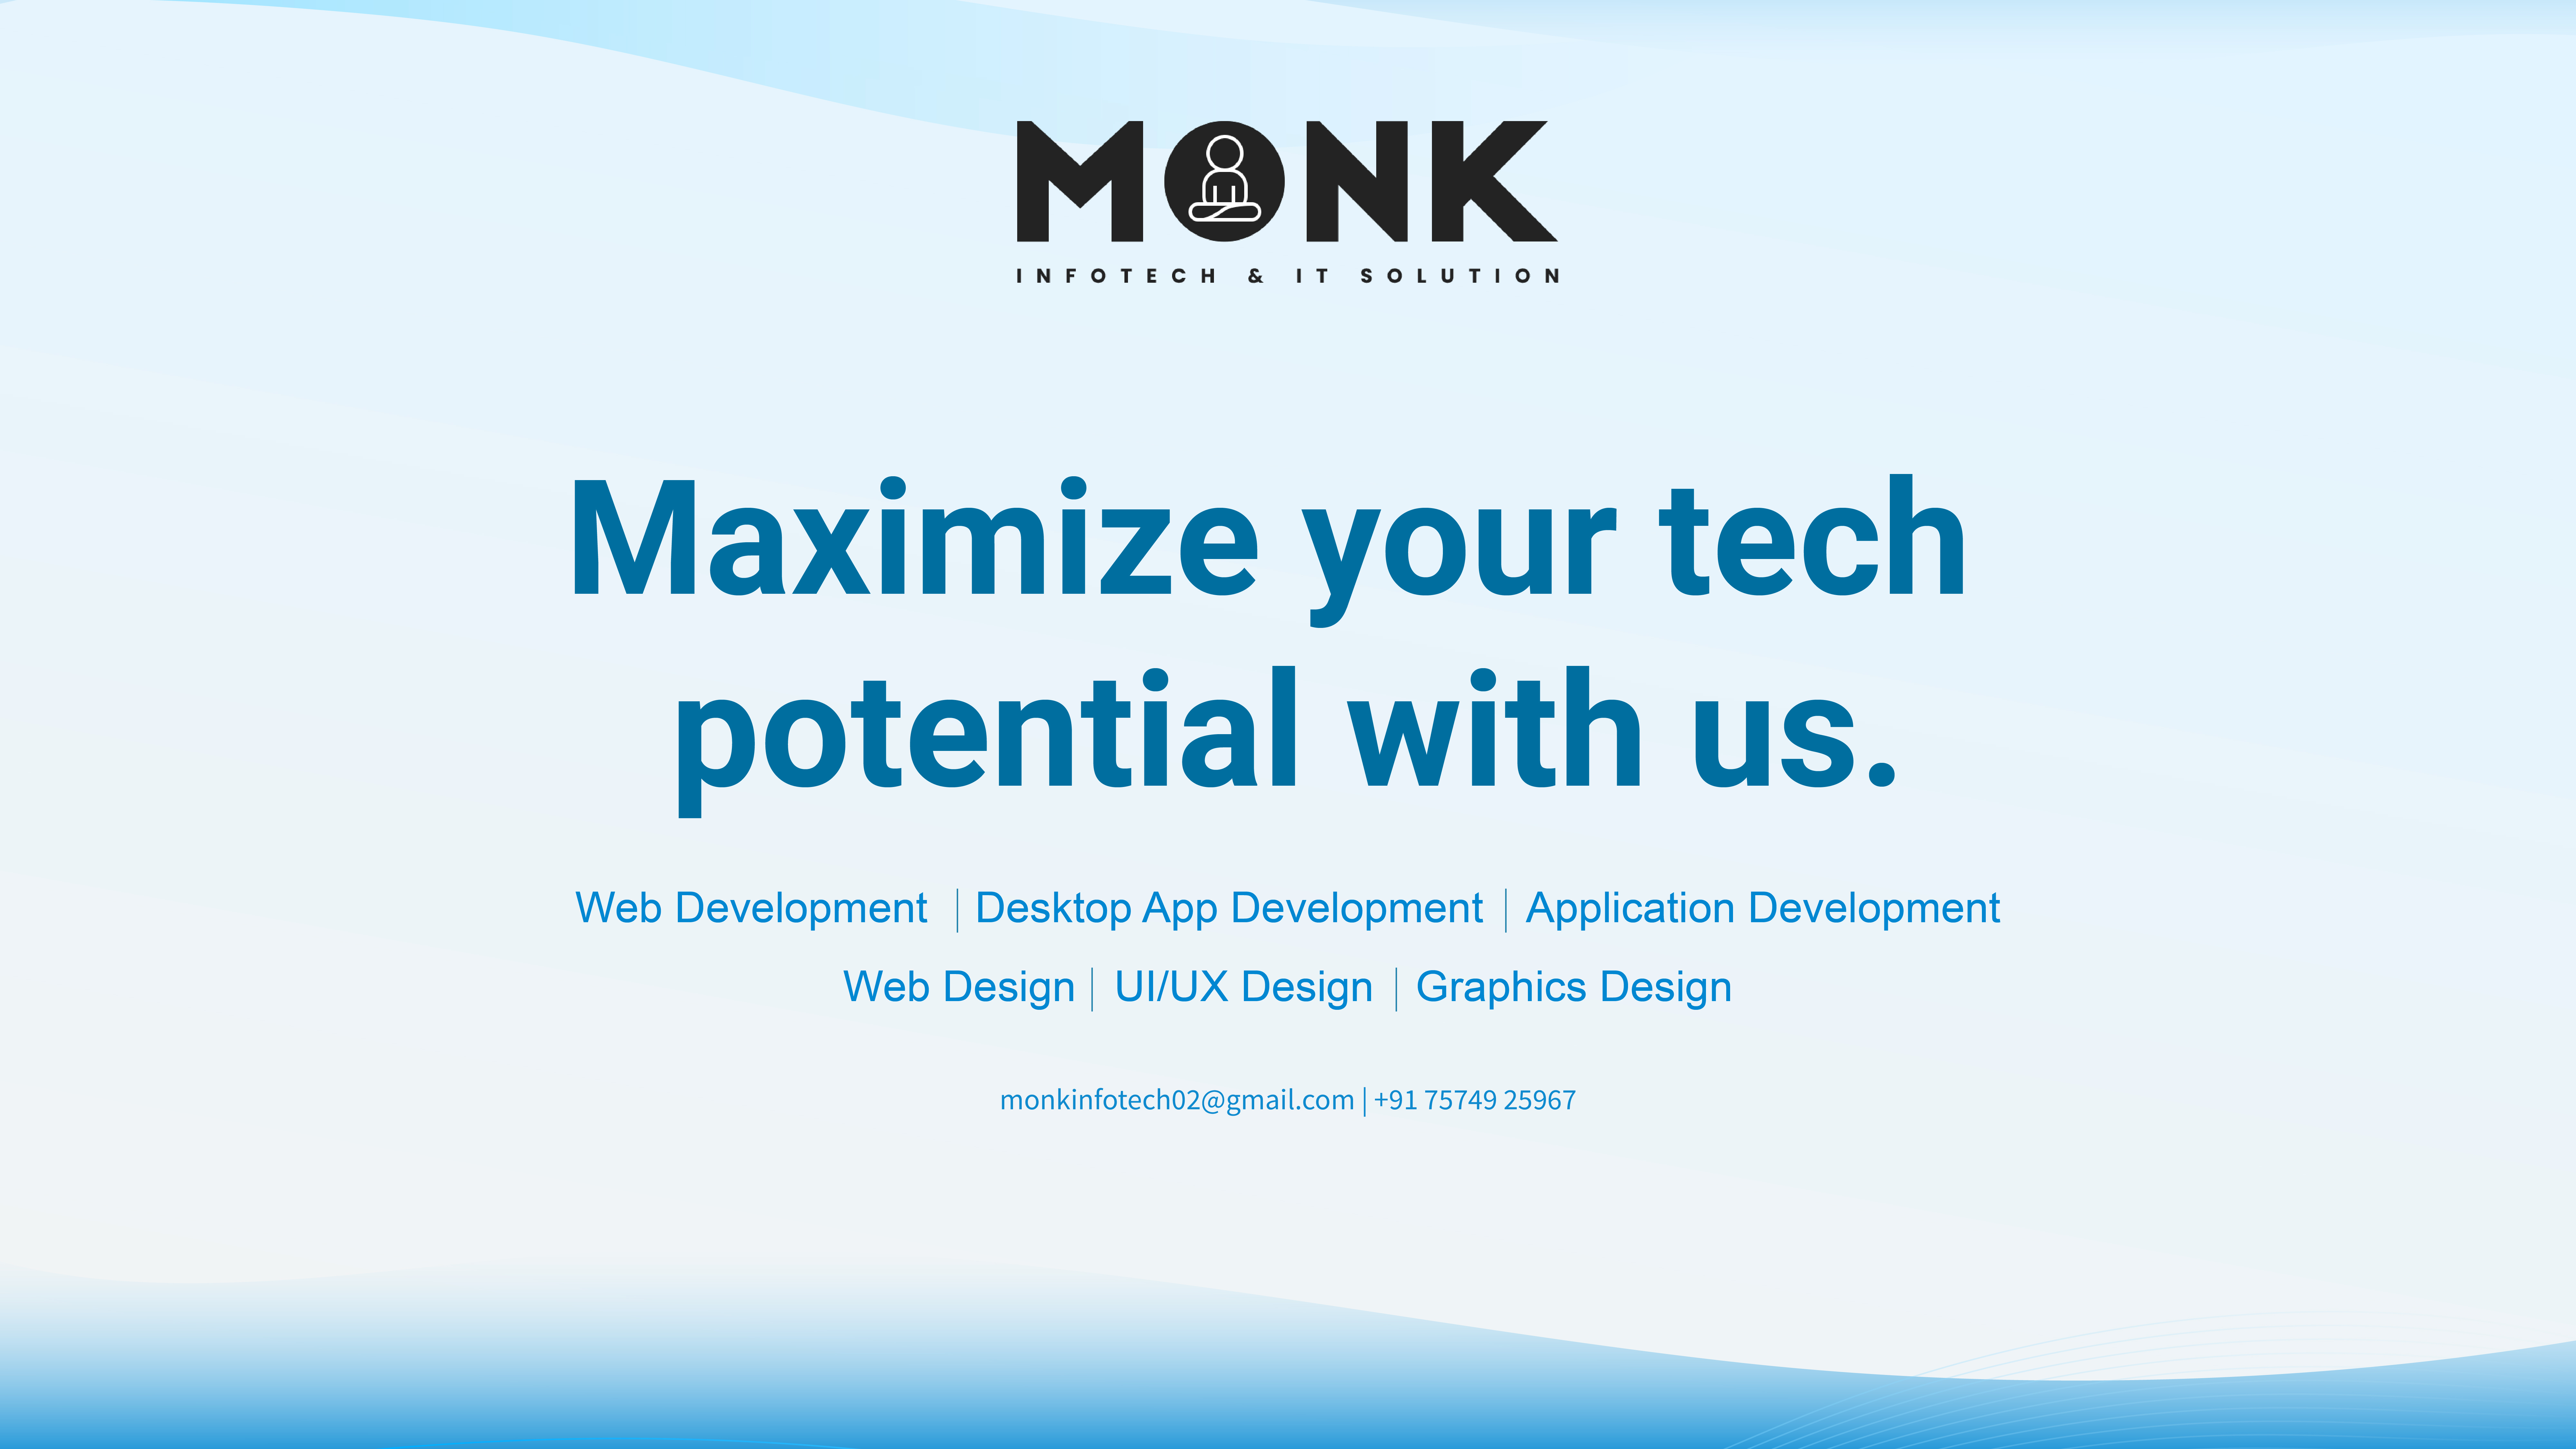 MONK
INFOTECH & IT SOLUTION
Maximize your tech
potential with us.
Web Development | Desktop App Development | Application Development
Web Design | UI/UX Design | Graphics Design
monkinfotech02@gmail.com | +91 75749 25967